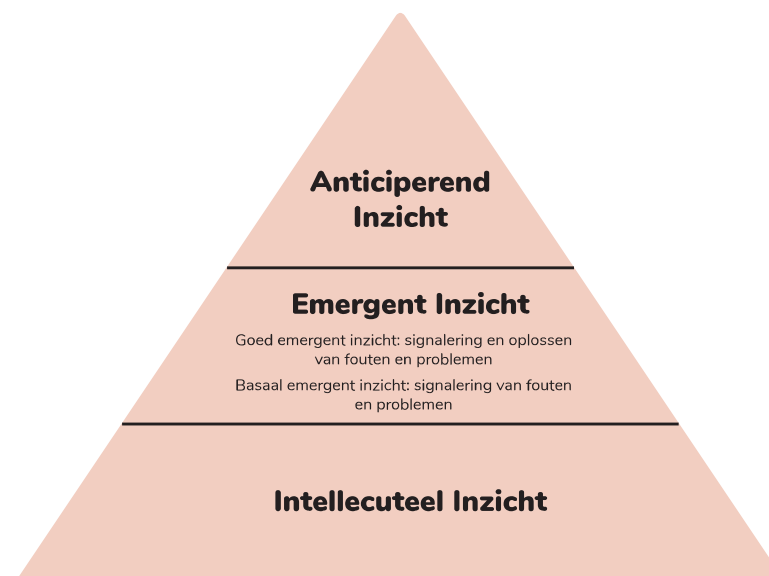 Anticiperend
Inzicht
Emergent Inzicht
Goed emergent inzicht: signalering en oplossen
van fouten en problemen
Basaal emergent inzicht: signalering van fouten
en problemen
Intellecuteel Inzicht